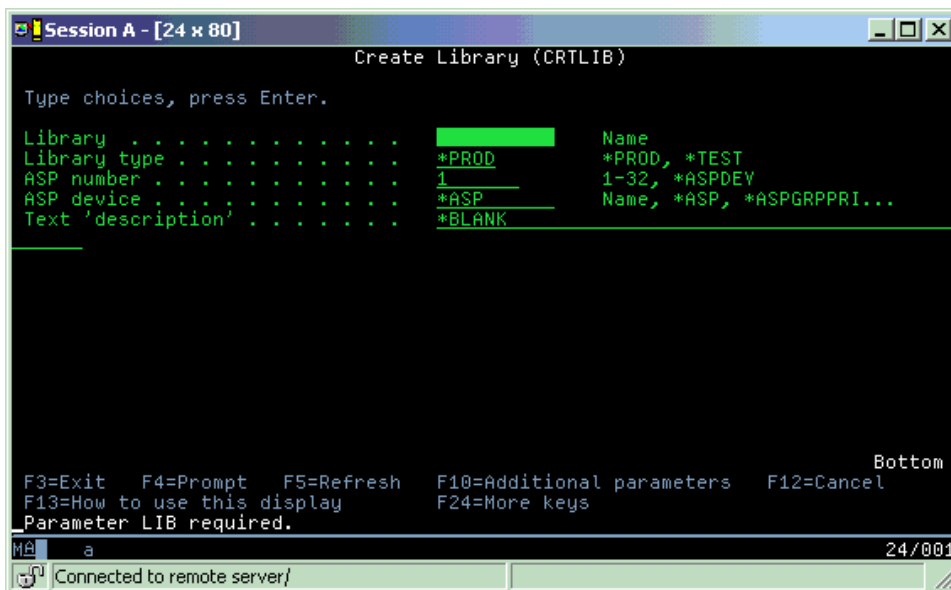 Session A - [24 x 80]
Create Library (CRTLIB)
Type choices, press Enter.
Library . . . . . . . . . . . . Name
Library type . . . . . . . . . . *PROD *PROD, *TEST
ASP number . . . . . . . . . . . 1 1-32, *ASPDEV
ASP device . . . . . . . . . . . *ASP Name, *ASP, *ASPGRPPRI...
Text 'description' . . . . . . . *BLANK
Bottom
F3=Exit F4=Prompt F5=Refresh F10=Additional parameters F12=Cancel
F13=How to use this display F24=More keys
Parameter LIB required.
MA a 24/001
Connected to remote server/